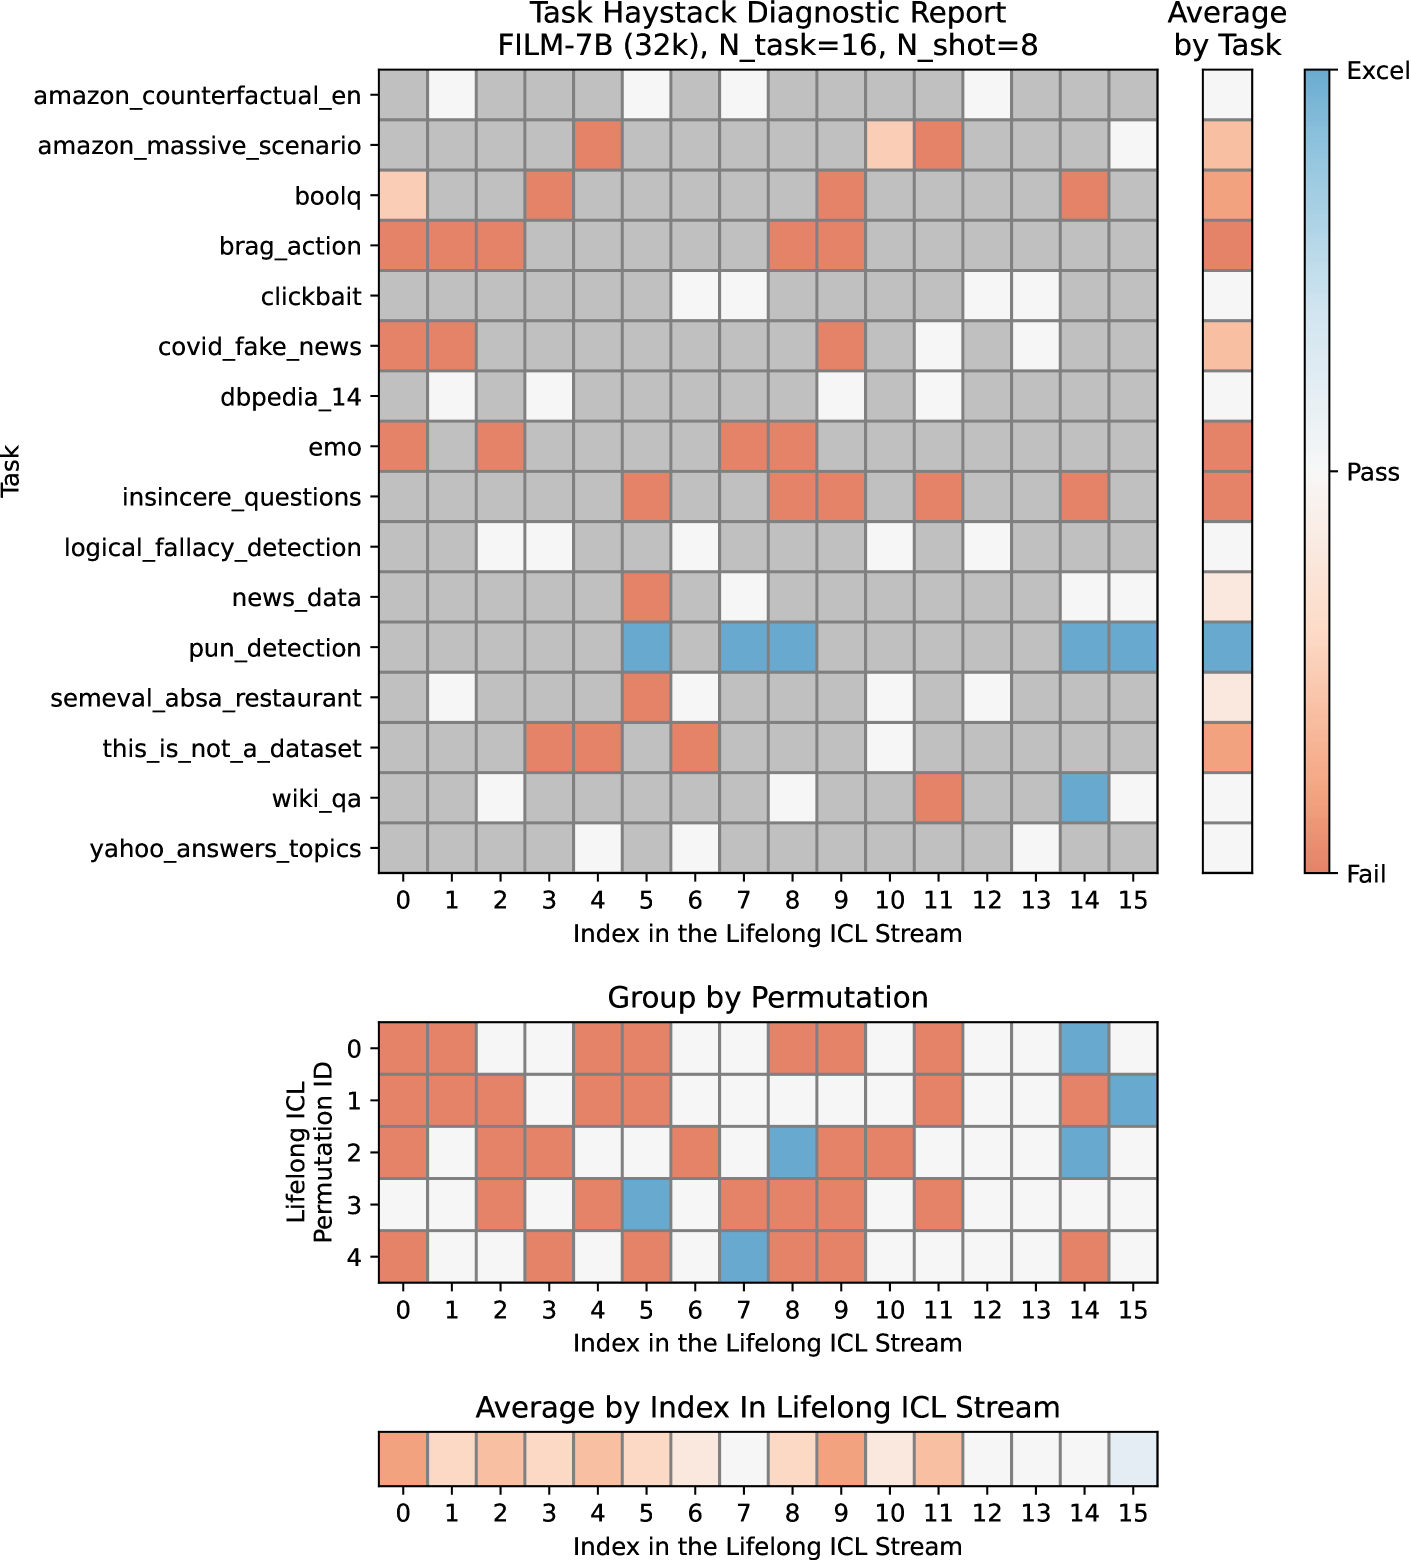 Task Haystack Diagnostic Report
FILM-7B (32k), N_task=16, N_shot=8
Average
by Task
Task
amazon_counterfactual_en
amazon_massive_scenario
boolq
brag_action
clickbait
covid_fake_news
dbpedia_14
emo
insincere_questions
logical_fallacy_detection
news_data
pun_detection
semeval_absa_restaurant
this_is_not_a_dataset
wiki_qa
yahoo_answers_topics
0 1 2 3 4 5 6 7 8 9 10 11 12 13 14 15
Index in the Lifelong ICL Stream
Excel
Pass
Fail
Group by Permutation
Lifelong ICL
Permutation ID
0
1
2
3
4
0 1 2 3 4 5 6 7 8 9 10 11 12 13 14 15
Index in the Lifelong ICL Stream
Average by Index In Lifelong ICL Stream
0 1 2 3 4 5 6 7 8 9 10 11 12 13 14 15
Index in the Lifelong ICL Stream